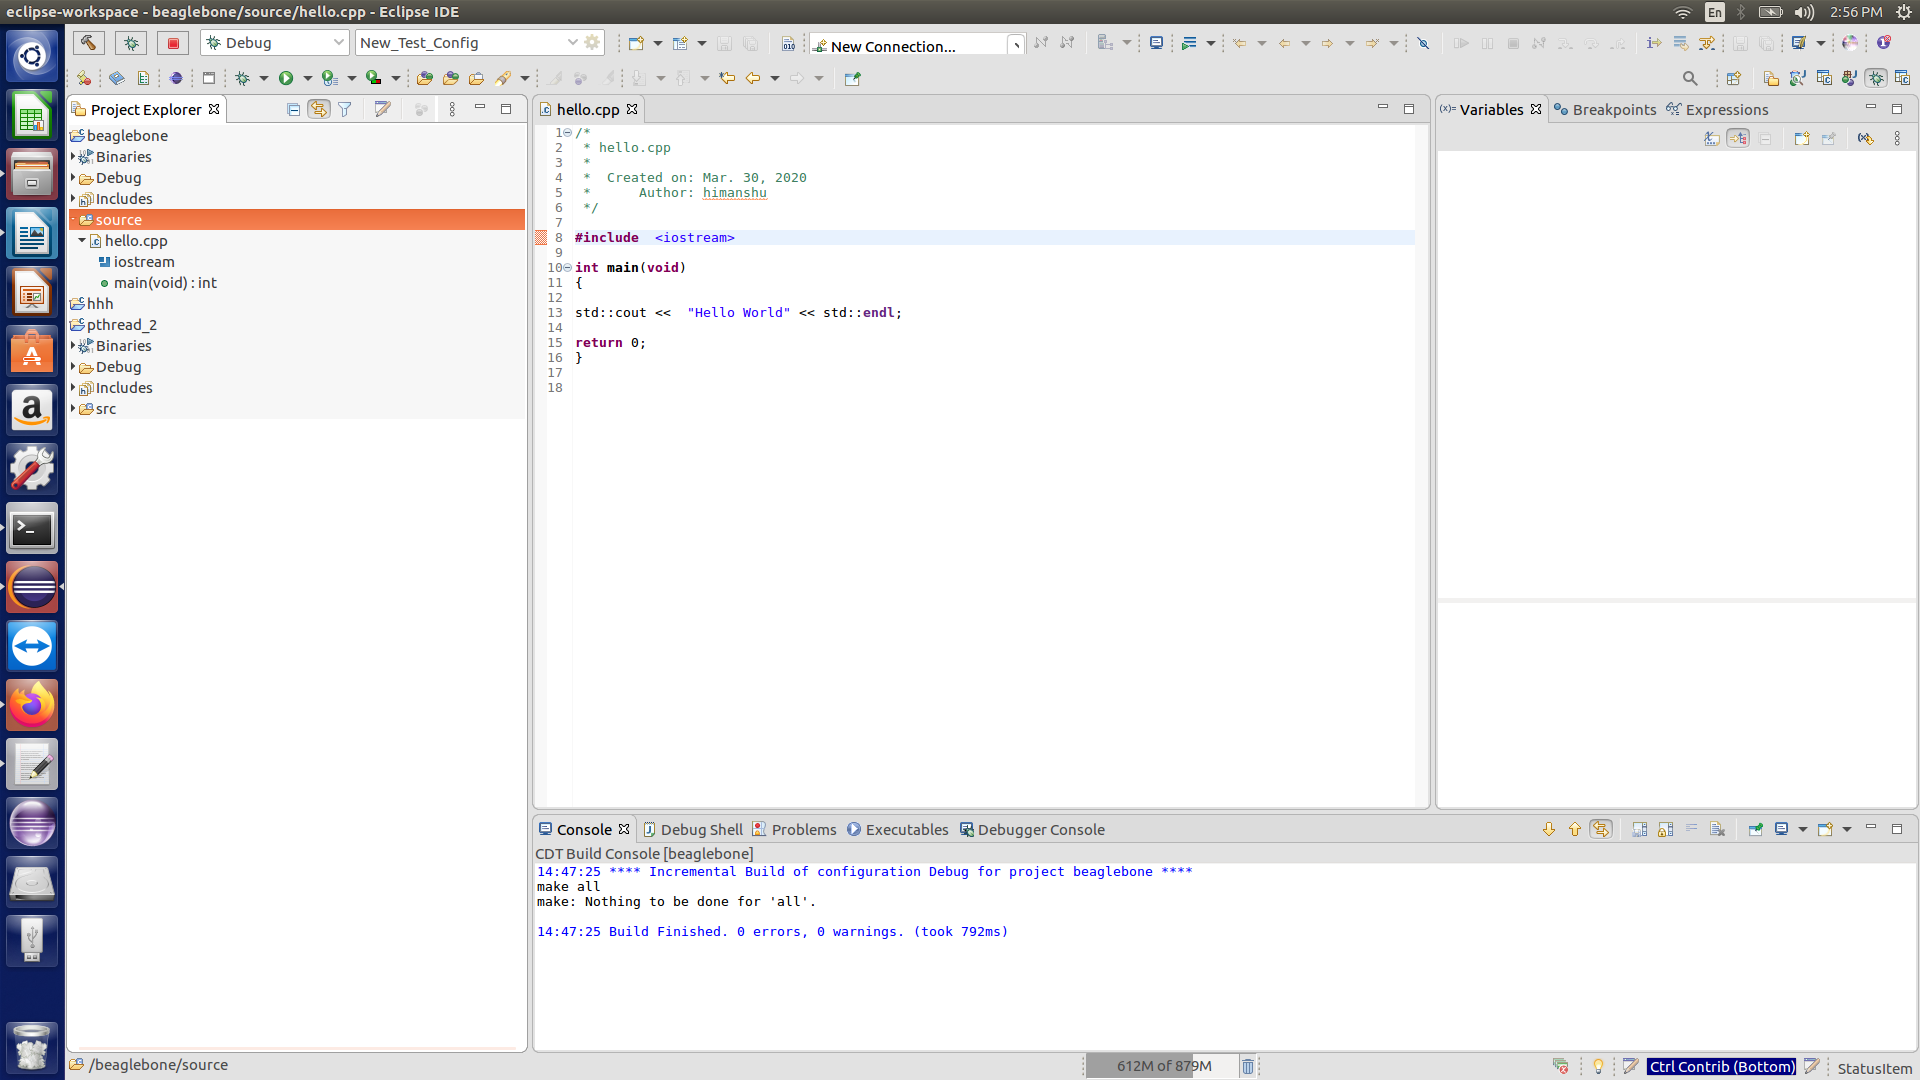 eclipse-workspace - beaglebone/source/hello.cpp - Eclipse IDE
En
2:56 PM
Debug
New_Test_Config
010
New Connection...
Project Explorer
hello.cpp
(x)= Variables
Breakpoints
Expressions
beaglebone
Binaries
Debug
Includes
source
hello.cpp
iostream
main(void) : int
hhh
pthread_2
Binaries
Debug
Includes
src
1 /*
2  * hello.cpp
3  *
4  *  Created on: Mar. 30, 2020
5  *      Author: himanshu
6  */
7
8 #include  <iostream>
9
10 int main(void)
11 {
12
13 std::cout <<  "Hello World" << std::endl;
14
15 return 0;
16 }
17
18
Console
Debug Shell
Problems
Executables
Debugger Console
CDT Build Console [beaglebone]
14:47:25 **** Incremental Build of configuration Debug for project beaglebone ****
make all
make: Nothing to be done for 'all'.
14:47:25 Build Finished. 0 errors, 0 warnings. (took 792ms)
/beaglebone/source
612M of 879M
Ctrl Contrib (Bottom)
StatusItem